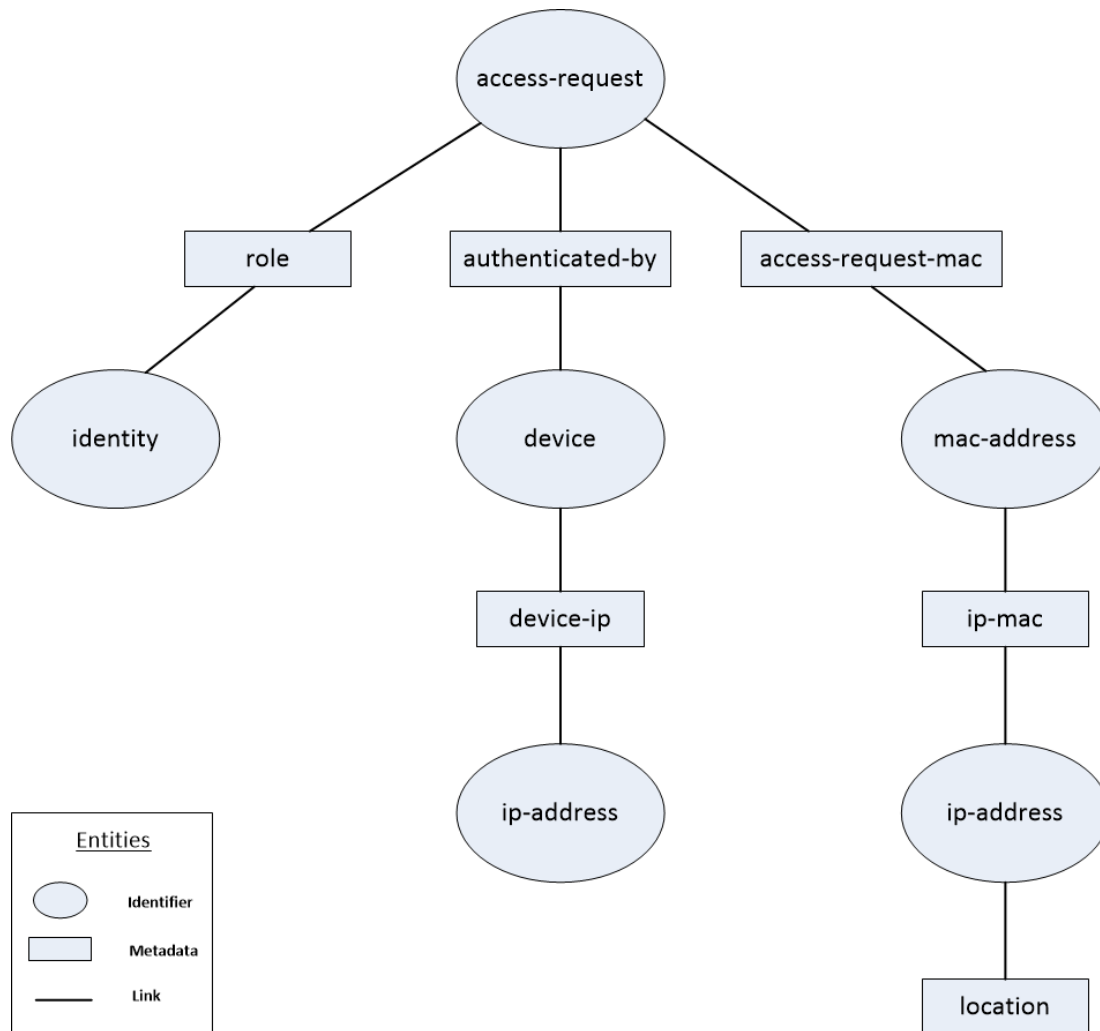 access-request
role
authenticated-by
access-request-mac
identity
device
mac-address
device-ip
ip-mac
ip-address
ip-address
location
Entities
Identifier
Metadata
Link